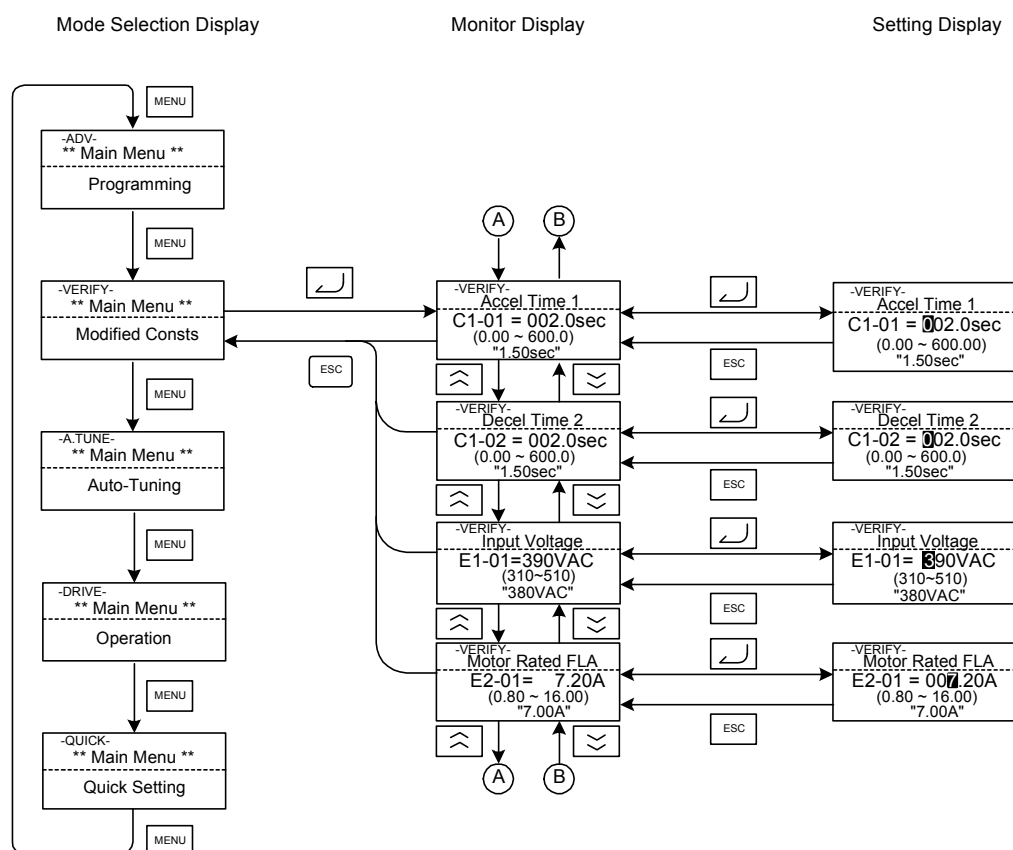 Mode Selection Display
Monitor Display
Setting Display
MENU
-ADV-
** Main Menu **
Programming
MENU
-VERIFY-
** Main Menu **
Modified Consts
MENU
-A.TUNE-
** Main Menu **
Auto-Tuning
MENU
-DRIVE-
** Main Menu **
Operation
MENU
-QUICK-
** Main Menu **
Quick Setting
MENU
ESC
A
B
-VERIFY-
Accel Time 1
C1-01 = 002.0sec
(0.00 ~ 600.0)
"1.50sec"
-VERIFY-
Decel Time 2
C1-02 = 002.0sec
(0.00 ~ 600.0)
"1.50sec"
-VERIFY-
Input Voltage
E1-01=390VAC
(310~510)
"380VAC"
-VERIFY-
Motor Rated FLA
E2-01= 7.20A
(0.80 ~ 16.00)
"7.00A"
A
B
ESC
ESC
ESC
ESC
-VERIFY-
Accel Time 1
C1-01 = 002.0sec
(0.00 ~ 600.00)
"1.50sec"
-VERIFY-
Decel Time 2
C1-02 = 002.0sec
(0.00 ~ 600.0)
"1.50sec"
-VERIFY-
Input Voltage
E1-01= 390VAC
(310~510)
"380VAC"
-VERIFY-
Motor Rated FLA
E2-01 = 007.20A
(0.80 ~ 16.00)
"7.00A"